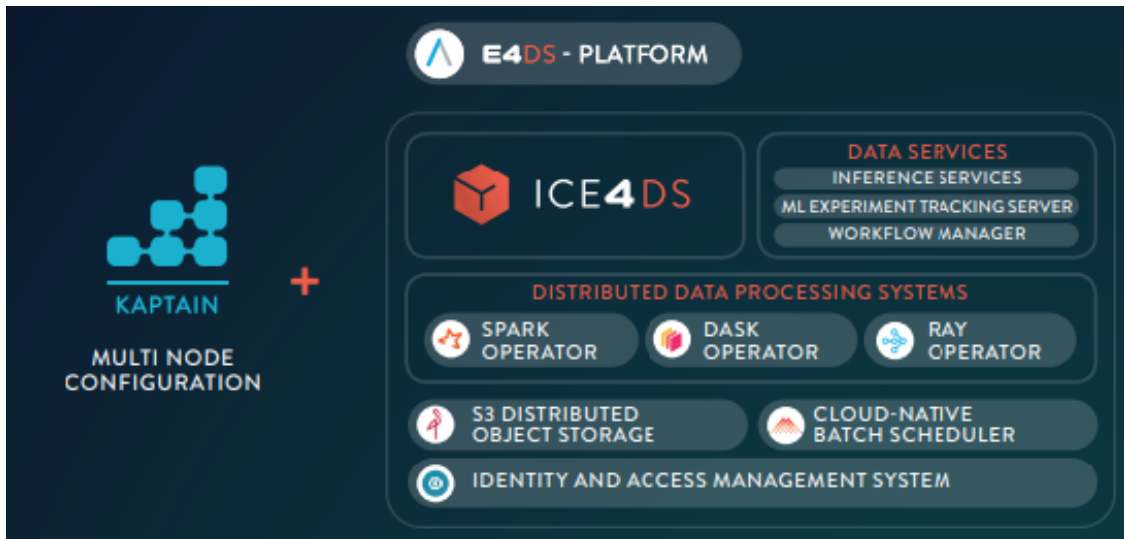 E4DS - PLATFORM
KAPTAIN
MULTI NODE
CONFIGURATION
+
ICE4DS
DATA SERVICES
INFERENCE SERVICES
ML EXPERIMENT TRACKING SERVER
WORKFLOW MANAGER
DISTRIBUTED DATA PROCESSING SYSTEMS
SPARK
OPERATOR
DASK
OPERATOR
RAY
OPERATOR
S3 DISTRIBUTED
OBJECT STORAGE
CLOUD-NATIVE
BATCH SCHEDULER
IDENTITY AND ACCESS MANAGEMENT SYSTEM